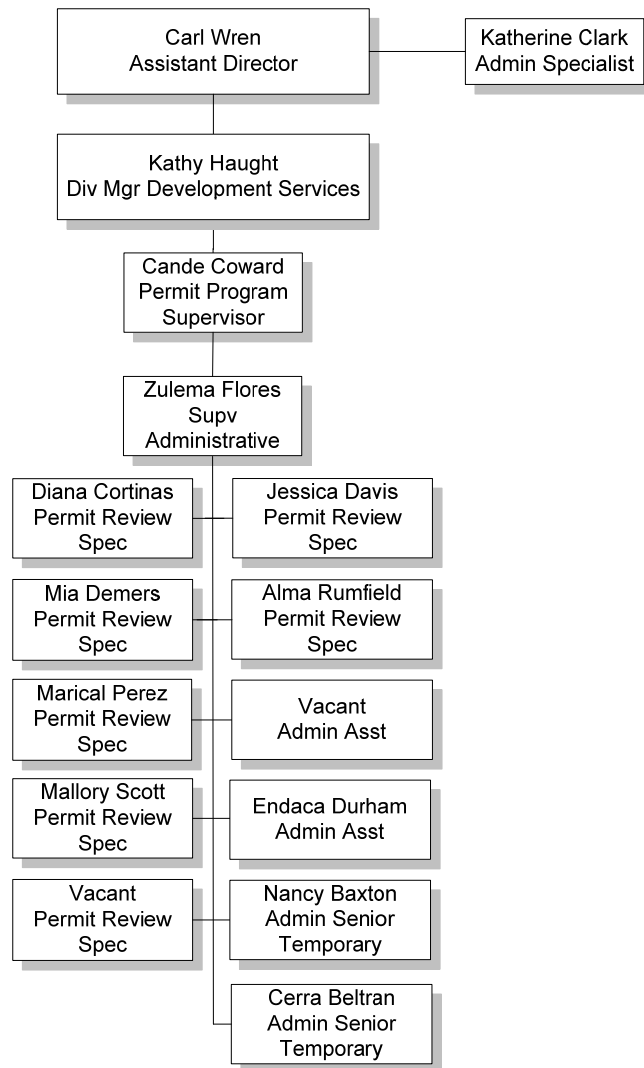 Carl Wren
Assistant Director
Katherine Clark
Admin Specialist
Kathy Haught
Div Mgr Development Services
Cande Coward
Permit Program
Supervisor
Zulema Flores
Supv
Administrative
Diana Cortinas
Permit Review
Spec
Jessica Davis
Permit Review
Spec
Mia Demers
Permit Review
Spec
Alma Rumfield
Permit Review
Spec
Marical Perez
Permit Review
Spec
Vacant
Admin Asst
Mallory Scott
Permit Review
Spec
Endaca Durham
Admin Asst
Vacant
Permit Review
Spec
Nancy Baxton
Admin Senior
Temporary
Cerra Beltran
Admin Senior
Temporary